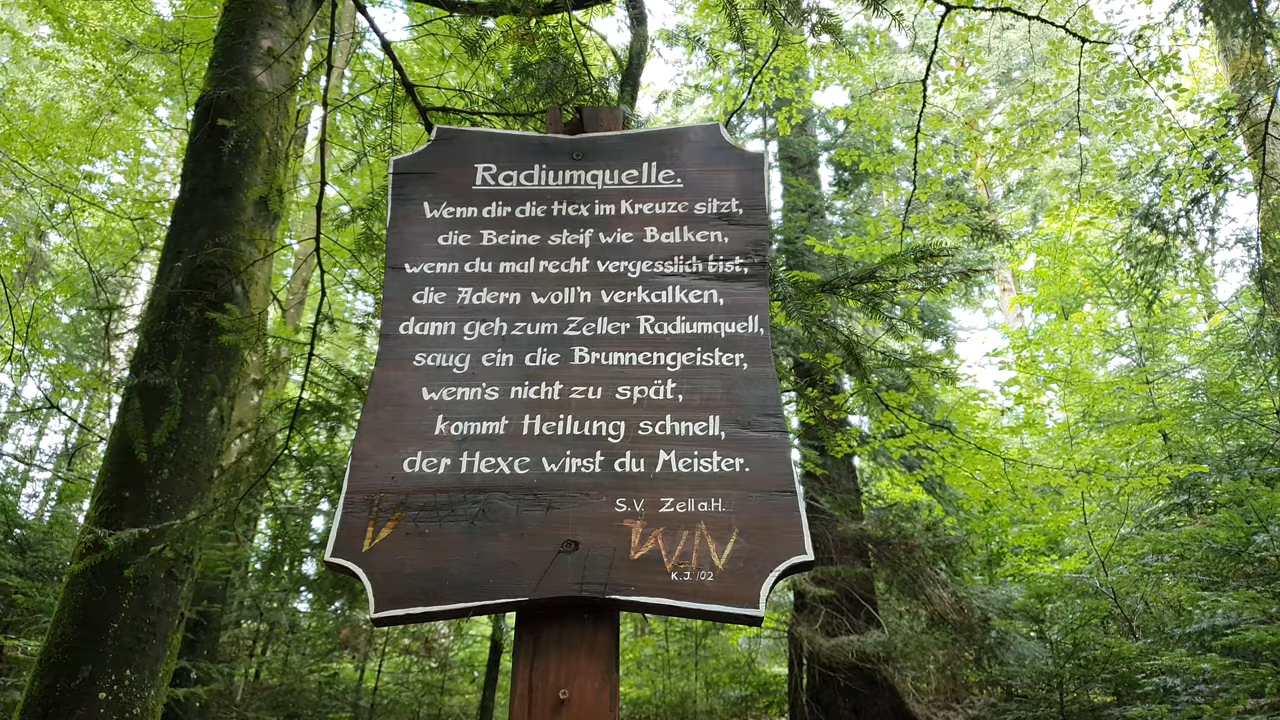 Radiumquelle.
Wenn dir die Hex im Kreuze sitzt,
die Beine steif wie Balken,
wenn du mal recht vergesslich bist,
die Adern woll'n verkalken,
dann geh zum Zeller Radiumquell,
saug ein die Brunnengeister,
wenn's nicht zu spät,
kommt Heilung schnell,
der Hexe wirst du Meister.
S.V. Zell a.H.
V
WN
K.J. '02